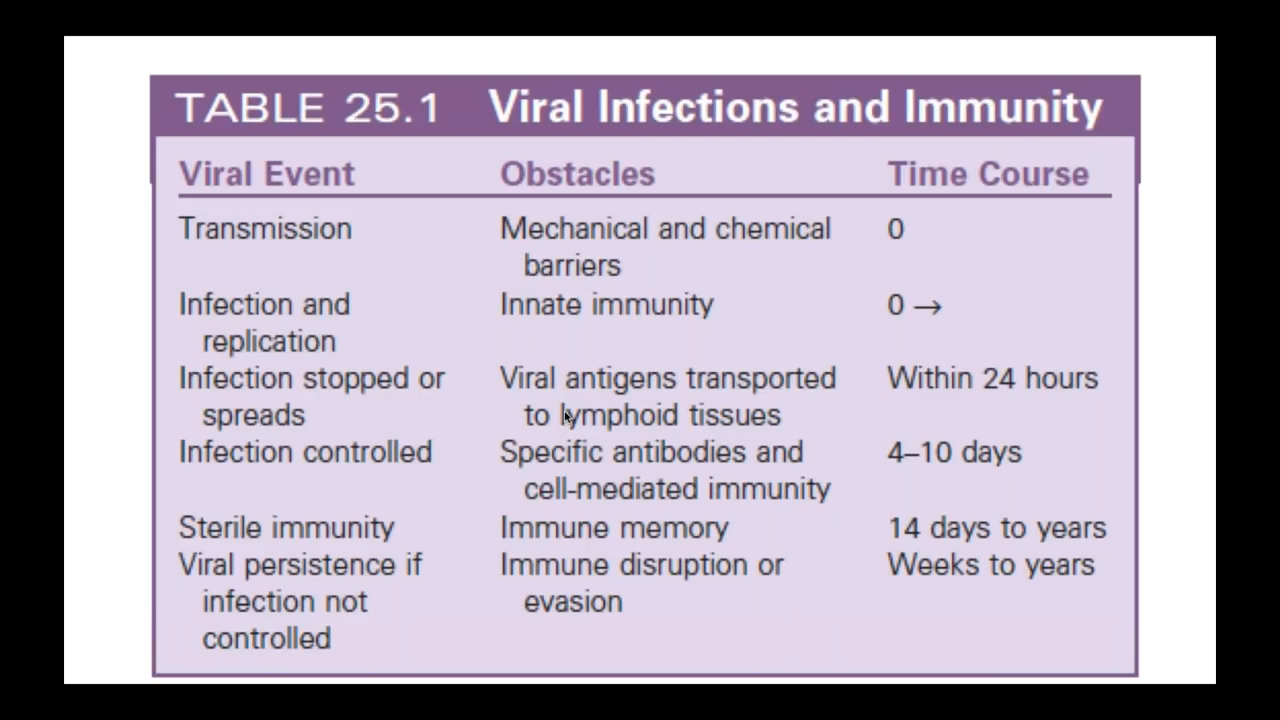 TABLE 25.1 Viral Infections and Immunity
Viral Event Obstacles Time Course
Transmission Mechanical and chemical 0
barriers
Infection and Innate immunity 0 →
replication
Infection stopped or Viral antigens transported Within 24 hours
spreads to lymphoid tissues
Infection controlled Specific antibodies and 4–10 days
cell-mediated immunity
Sterile immunity Immune memory 14 days to years
Viral persistence if Immune disruption or Weeks to years
infection not evasion
controlled